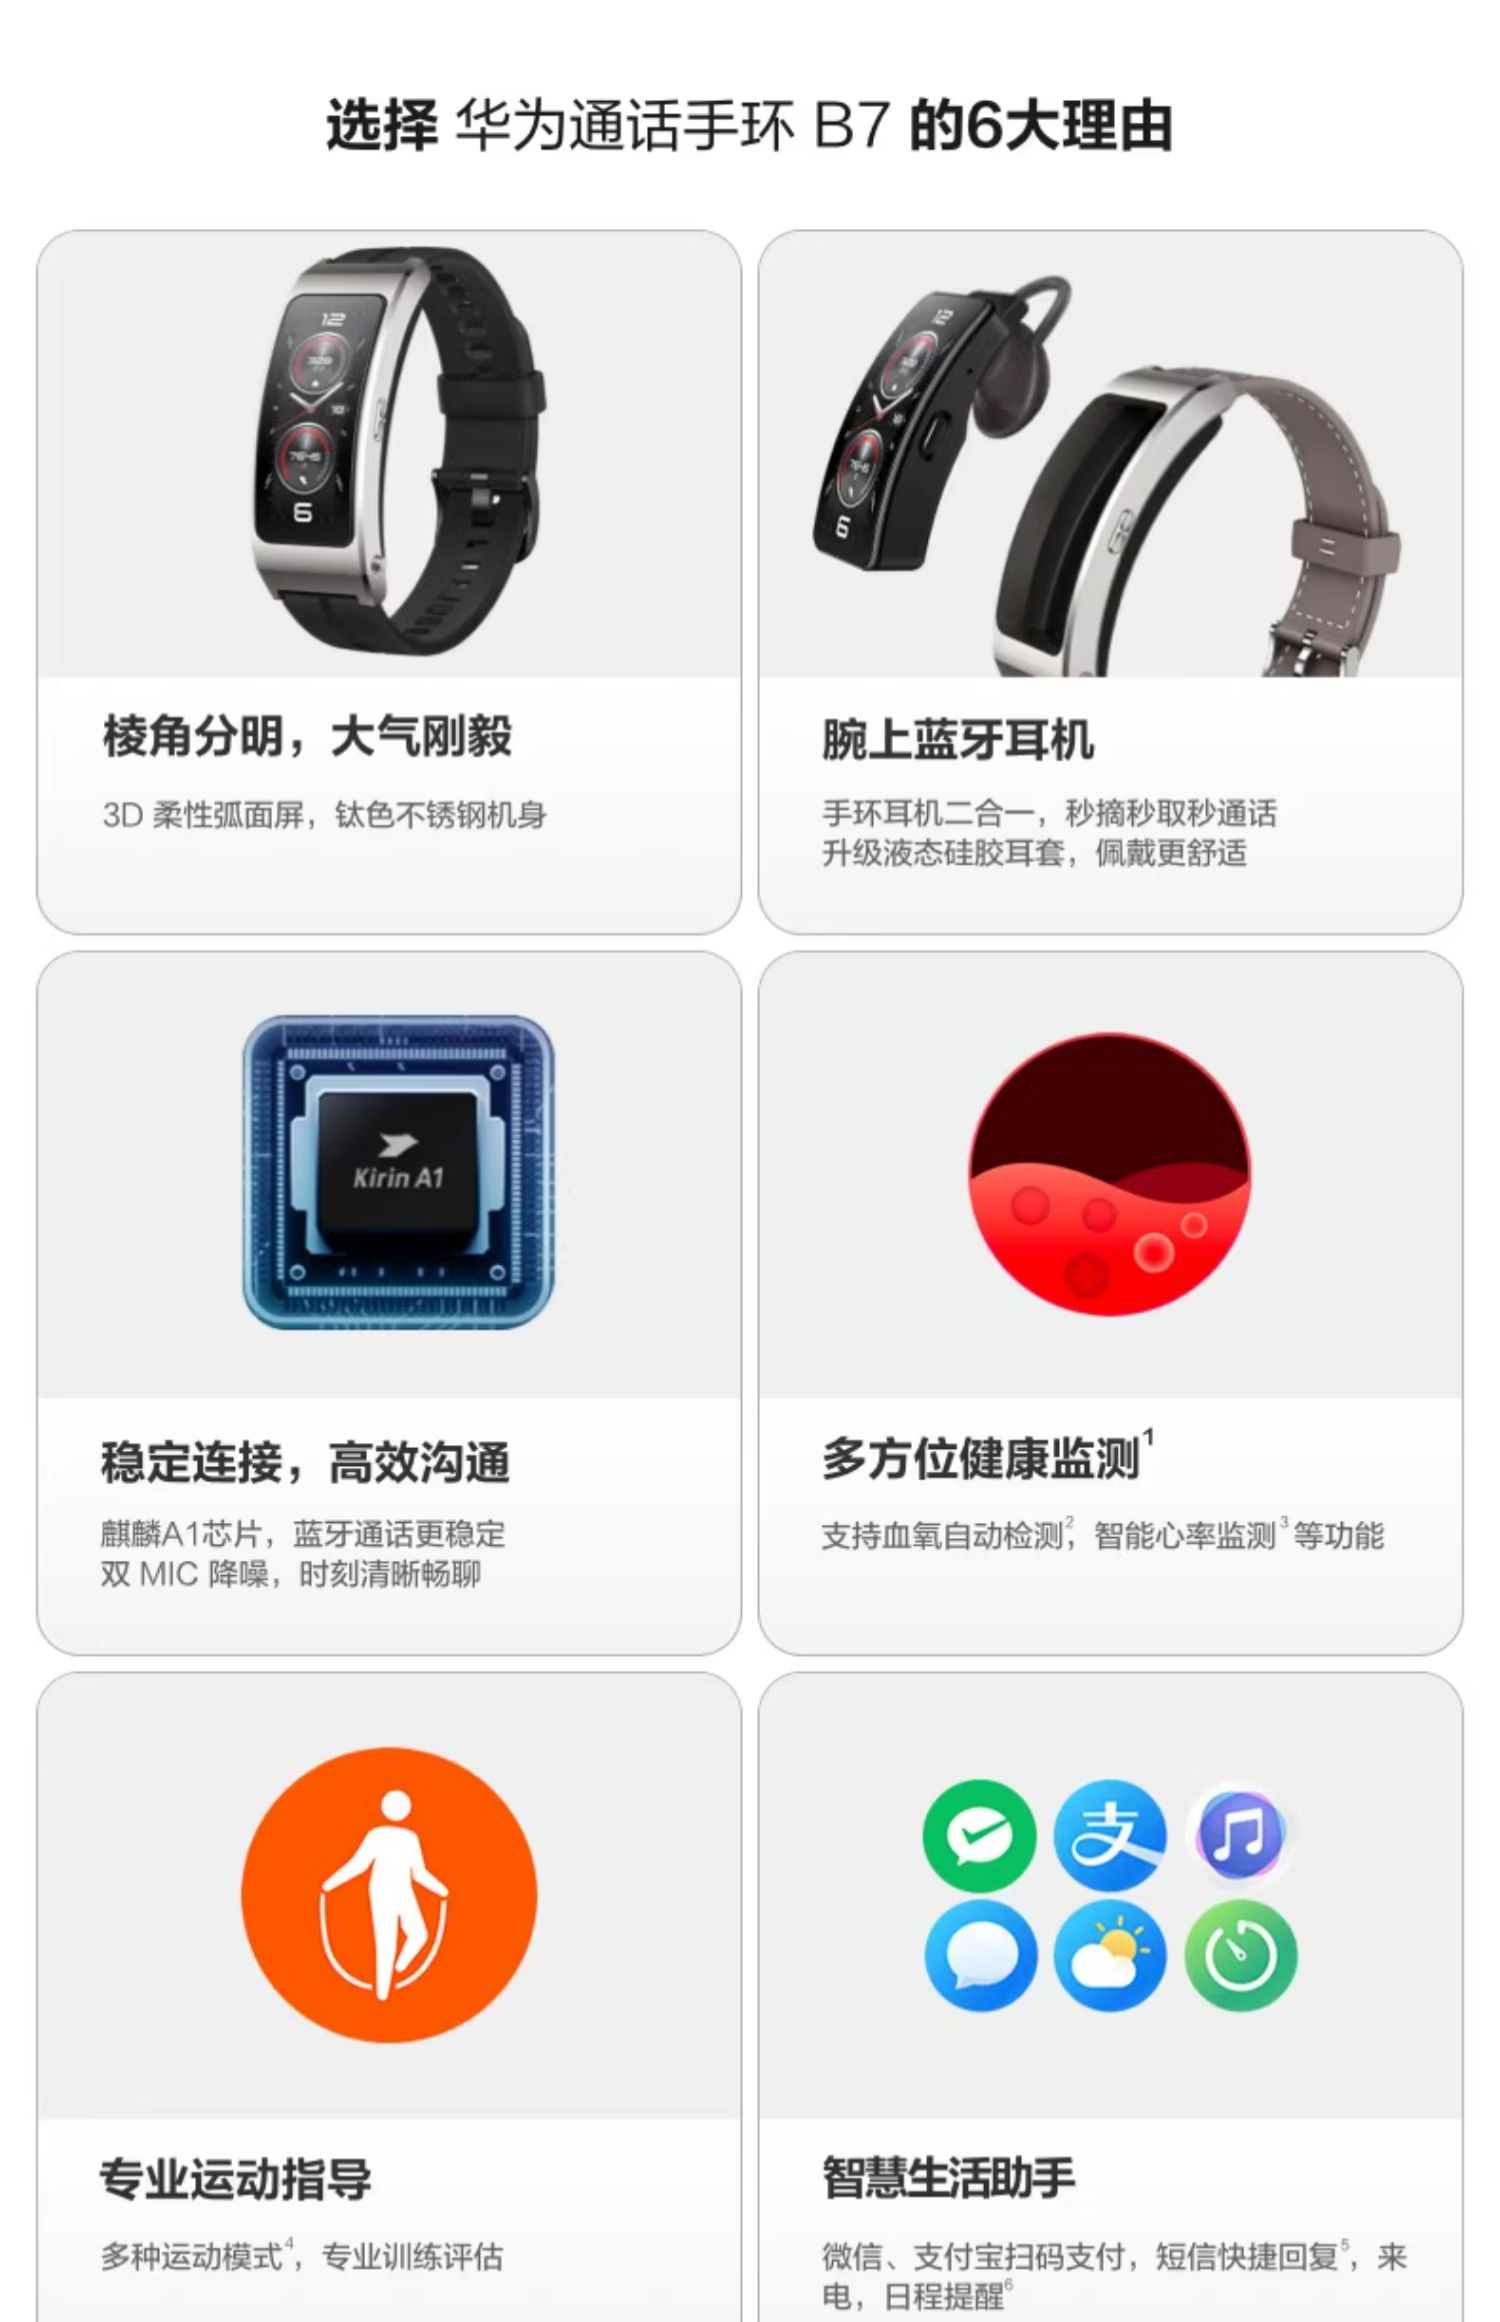 选择 华为通话手环 B7 的6大理由
12
6
12
6
棱角分明，大气刚毅
3D 柔性弧面屏，钛色不锈钢机身
腕上蓝牙耳机
手环耳机二合一，秒摘秒取秒通话
升级液态硅胶耳套，佩戴更舒适
Kirin A1
稳定连接，高效沟通
麒麟A1芯片，蓝牙通话更稳定
双 MIC 降噪，时刻清晰畅聊
多方位健康监测1
支持血氧自动检测2，智能心率监测3等功能
支
专业运动指导
多种运动模式4，专业训练评估
智慧生活助手
微信、支付宝扫码支付，短信快捷回复5，来
电，日程提醒6